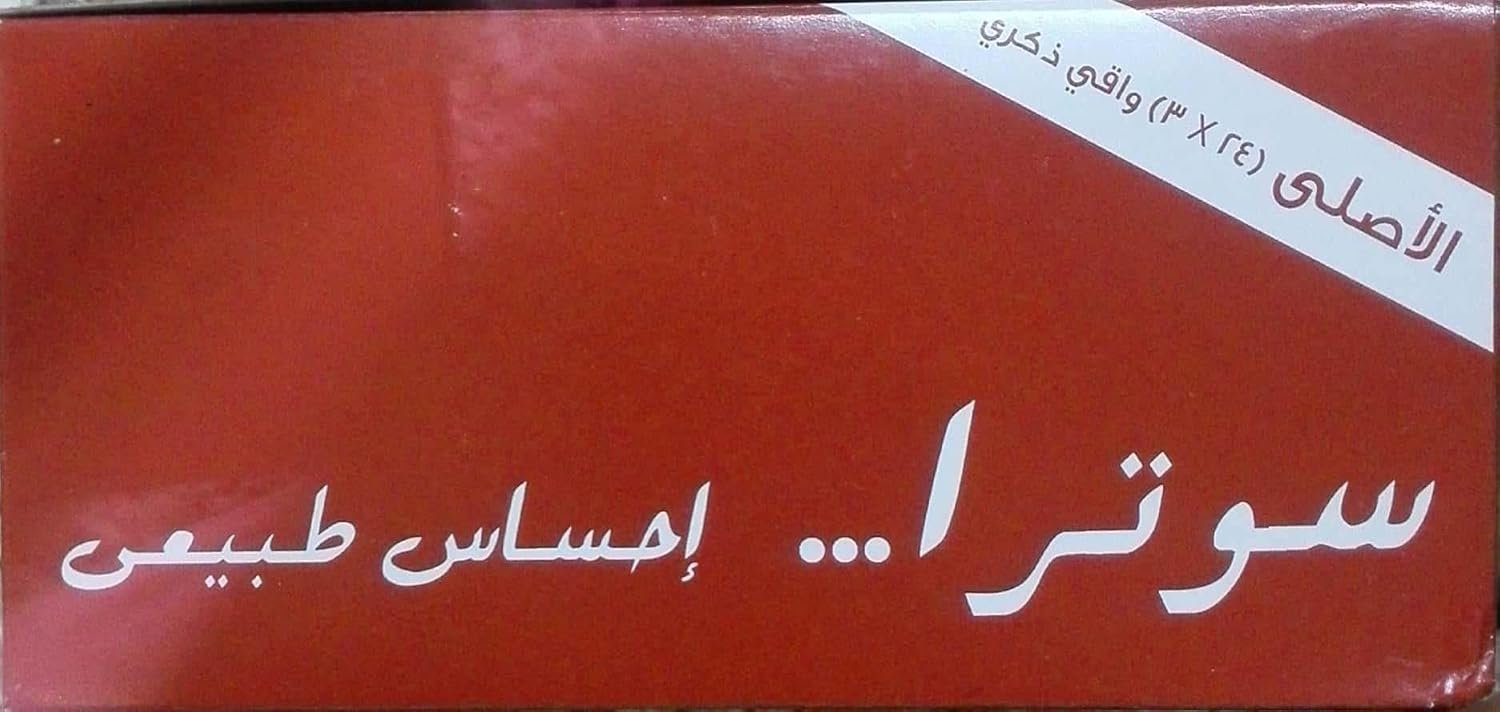 الأصلى (٢٤ X ٣) واقي ذكري
سوترا... إحساس طبيعى